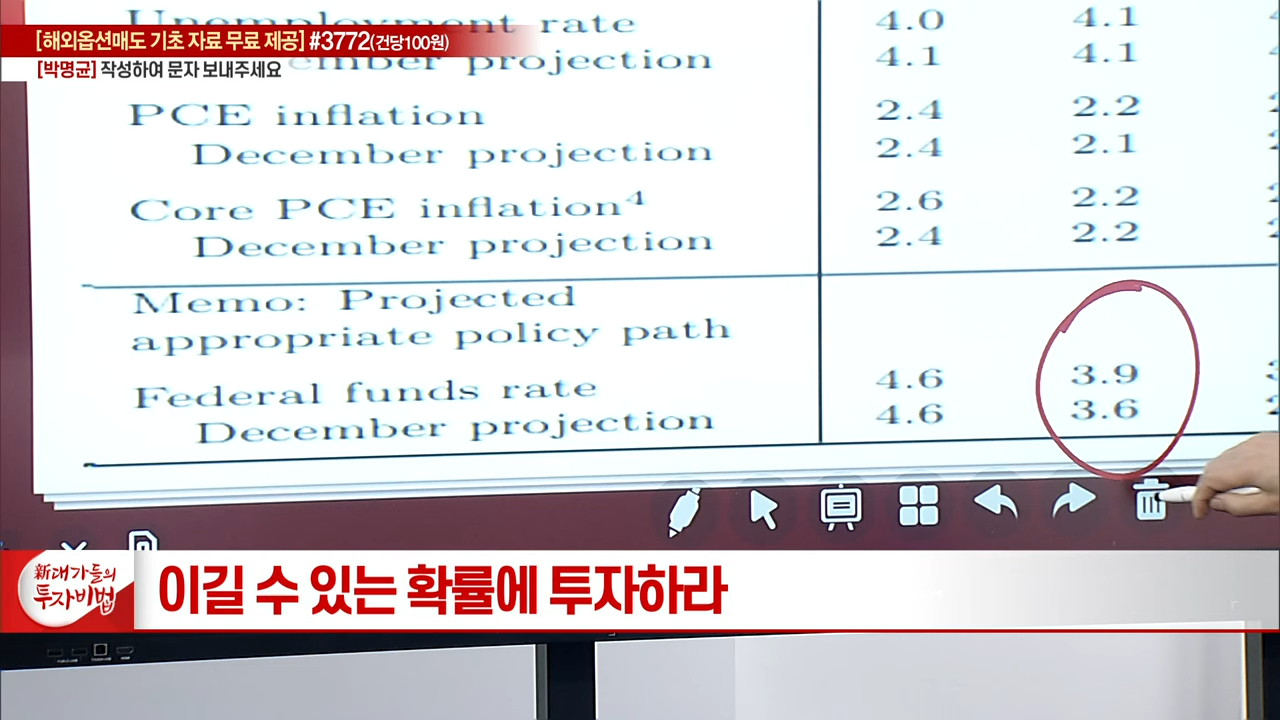 [해외옵션매도 기초 자료 무료 제공] #3772(건당100원)
[박명균] 작성하여 문자 보내주세요
Unemployment rate 4.0 4.1
December projection 4.1 4.1
PCE inflation 2.4 2.2
December projection 2.4 2.1
Core PCE inflation⁴ 2.6 2.2
December projection 2.4 2.2
Memo: Projected
appropriate policy path
Federal funds rate 4.6 3.9
December projection 4.6 3.6
新대가들의
투자비법
이길 수 있는 확률에 투자하라